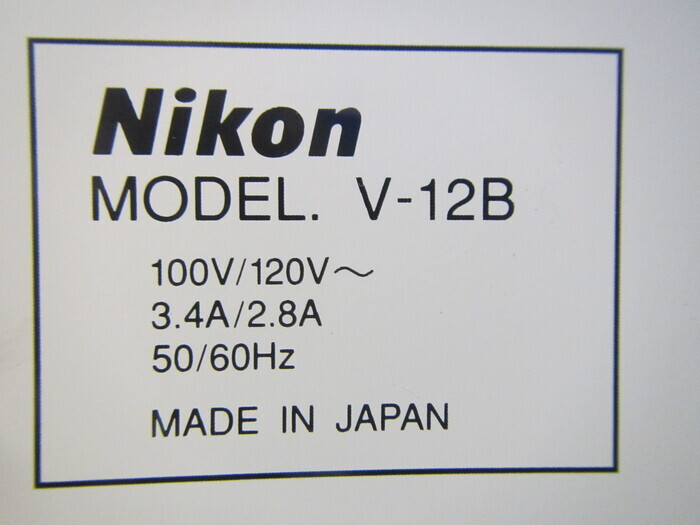 Nikon
MODEL. V-12B
100V/120V～
3.4A/2.8A
50/60Hz
MADE IN JAPAN